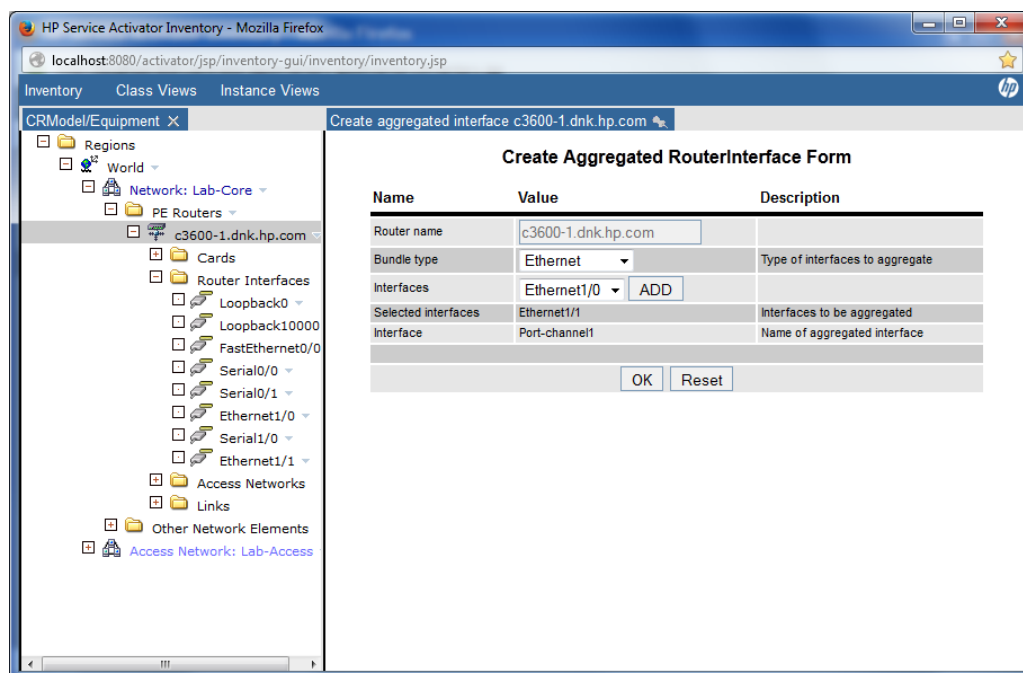 HP Service Activator Inventory - Mozilla Firefox
localhost:8080/activator/jsp/inventory-gui/inventory/inventory.jsp
Inventory Class Views Instance Views
hp
CRModel/Equipment
Create aggregated interface c3600-1.dnk.hp.com
Regions
World
Network: Lab-Core
PE Routers
c3600-1.dnk.hp.com
Cards
Router Interfaces
Loopback0
Loopback10000
FastEthernet0/0
Serial0/0
Serial0/1
Ethernet1/0
Serial1/0
Ethernet1/1
Access Networks
Links
Other Network Elements
Access Network: Lab-Access
Create Aggregated RouterInterface Form
Name Value Description
Router name c3600-1.dnk.hp.com
Bundle type Ethernet Type of interfaces to aggregate
Interfaces Ethernet1/0 ADD
Selected interfaces Ethernet1/1 Interfaces to be aggregated
Interface Port-channel1 Name of aggregated interface
OK Reset